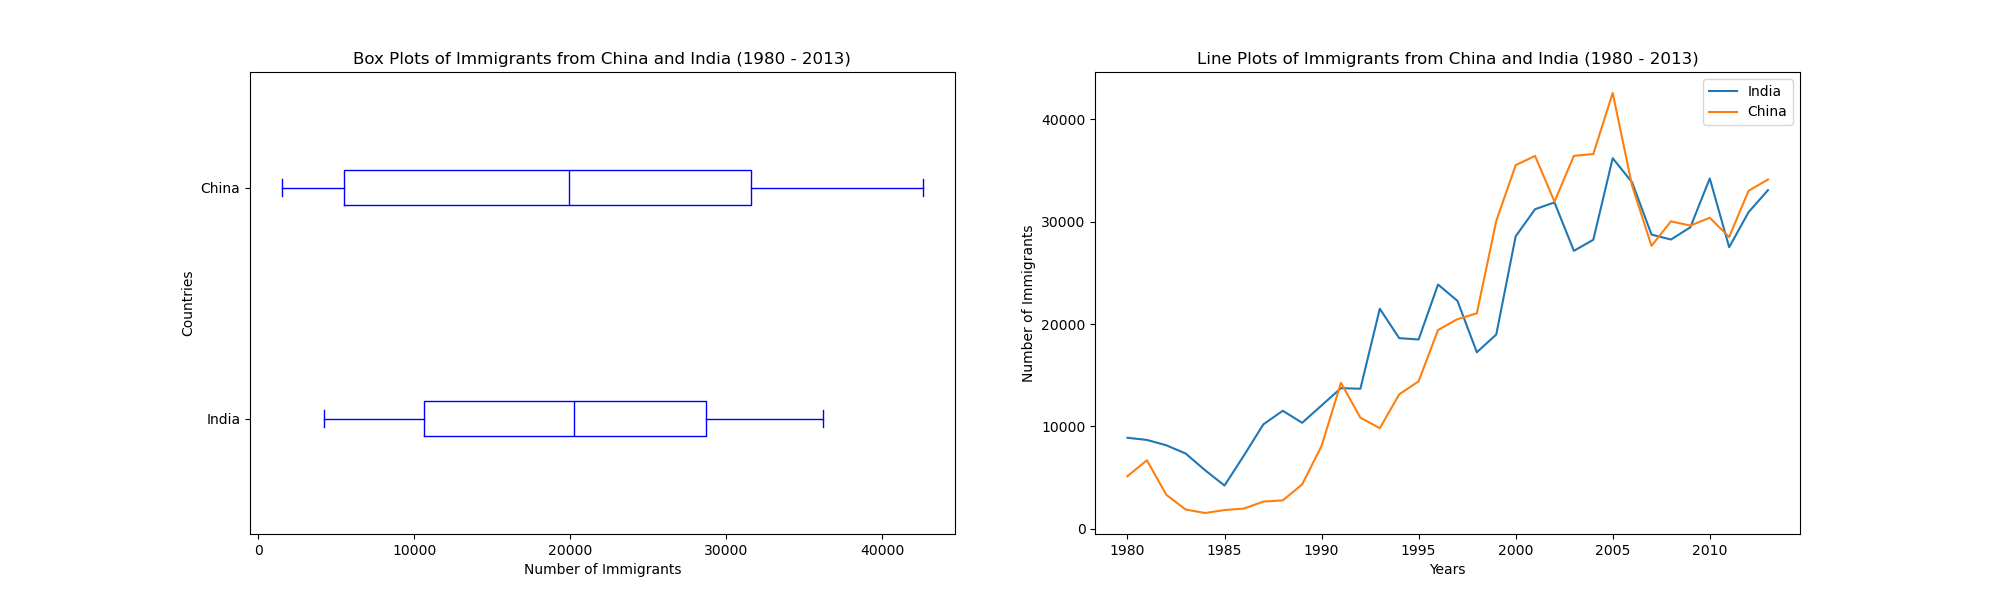 Box Plots of Immigrants from China and India (1980 - 2013)
China
India
Countries
0 10000 20000 30000 40000
Number of Immigrants
Line Plots of Immigrants from China and India (1980 - 2013)
India
China
40000
30000
20000
10000
0
Number of Immigrants
1980 1985 1990 1995 2000 2005 2010
Years